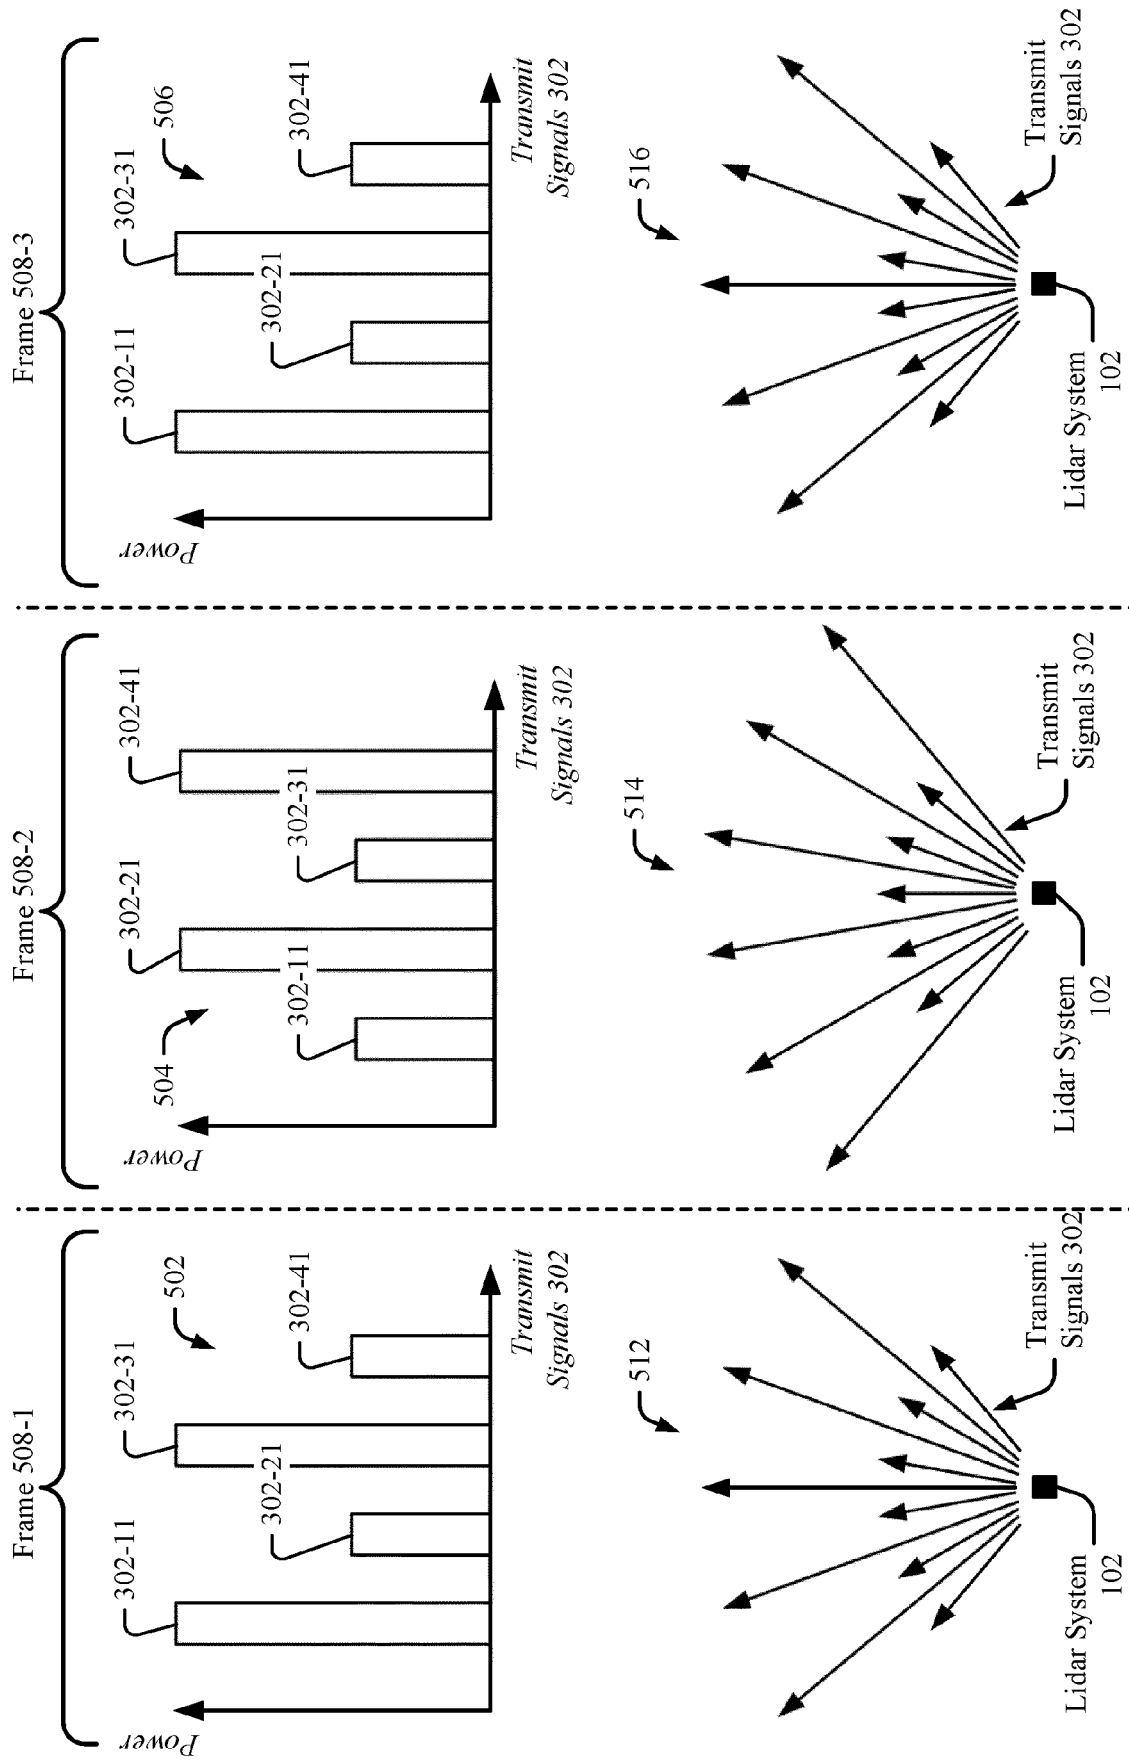 Frame 508-1
302-11
302-31
502
302-21
302-41
Power
Transmit
Signals 302
512
Transmit
Signals 302
Lidar System
102
Frame 508-2
504
302-21
302-41
302-11
302-31
Power
Transmit
Signals 302
514
Transmit
Signals 302
Lidar System
102
Frame 508-3
302-11
302-31
506
302-21
302-41
Power
Transmit
Signals 302
516
Transmit
Signals 302
Lidar System
102